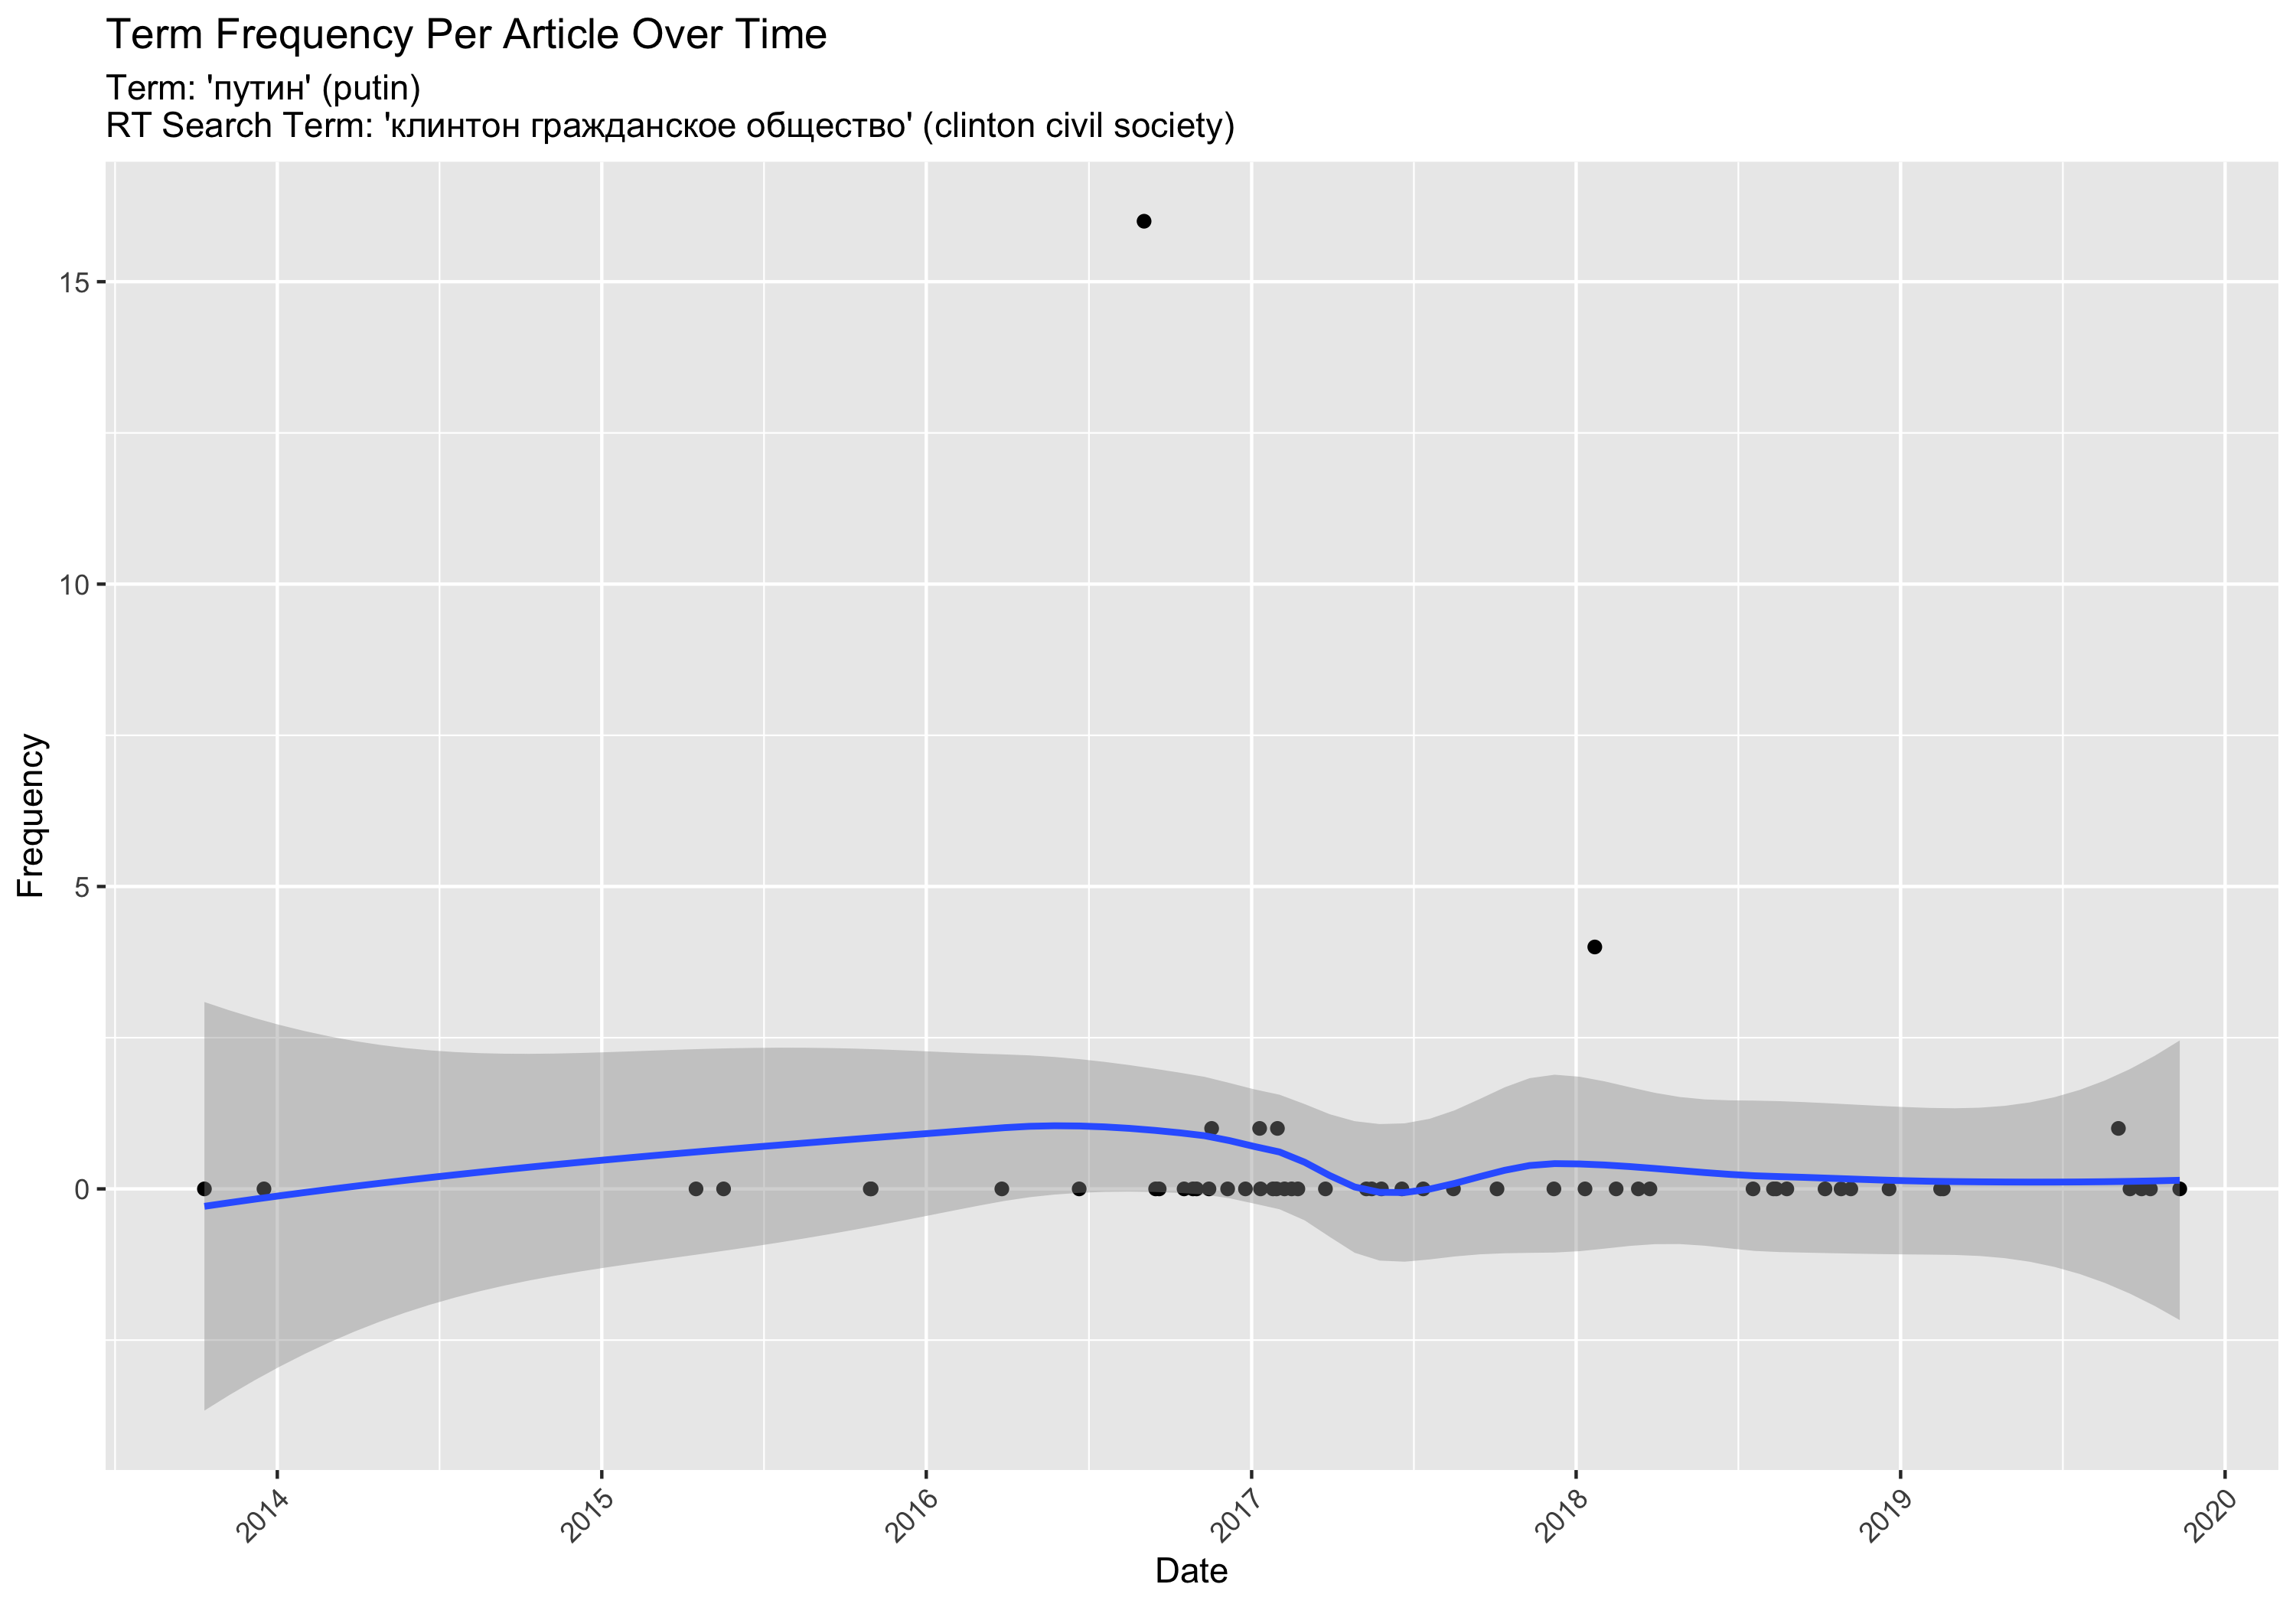 Term Frequency Per Article Over Time
Term: 'путин' (putin)
RT Search Term: 'клинтон гражданское общество' (clinton civil society)
15
10
5
0
Frequency
2014
2015
2016
2017
2018
2019
2020
Date